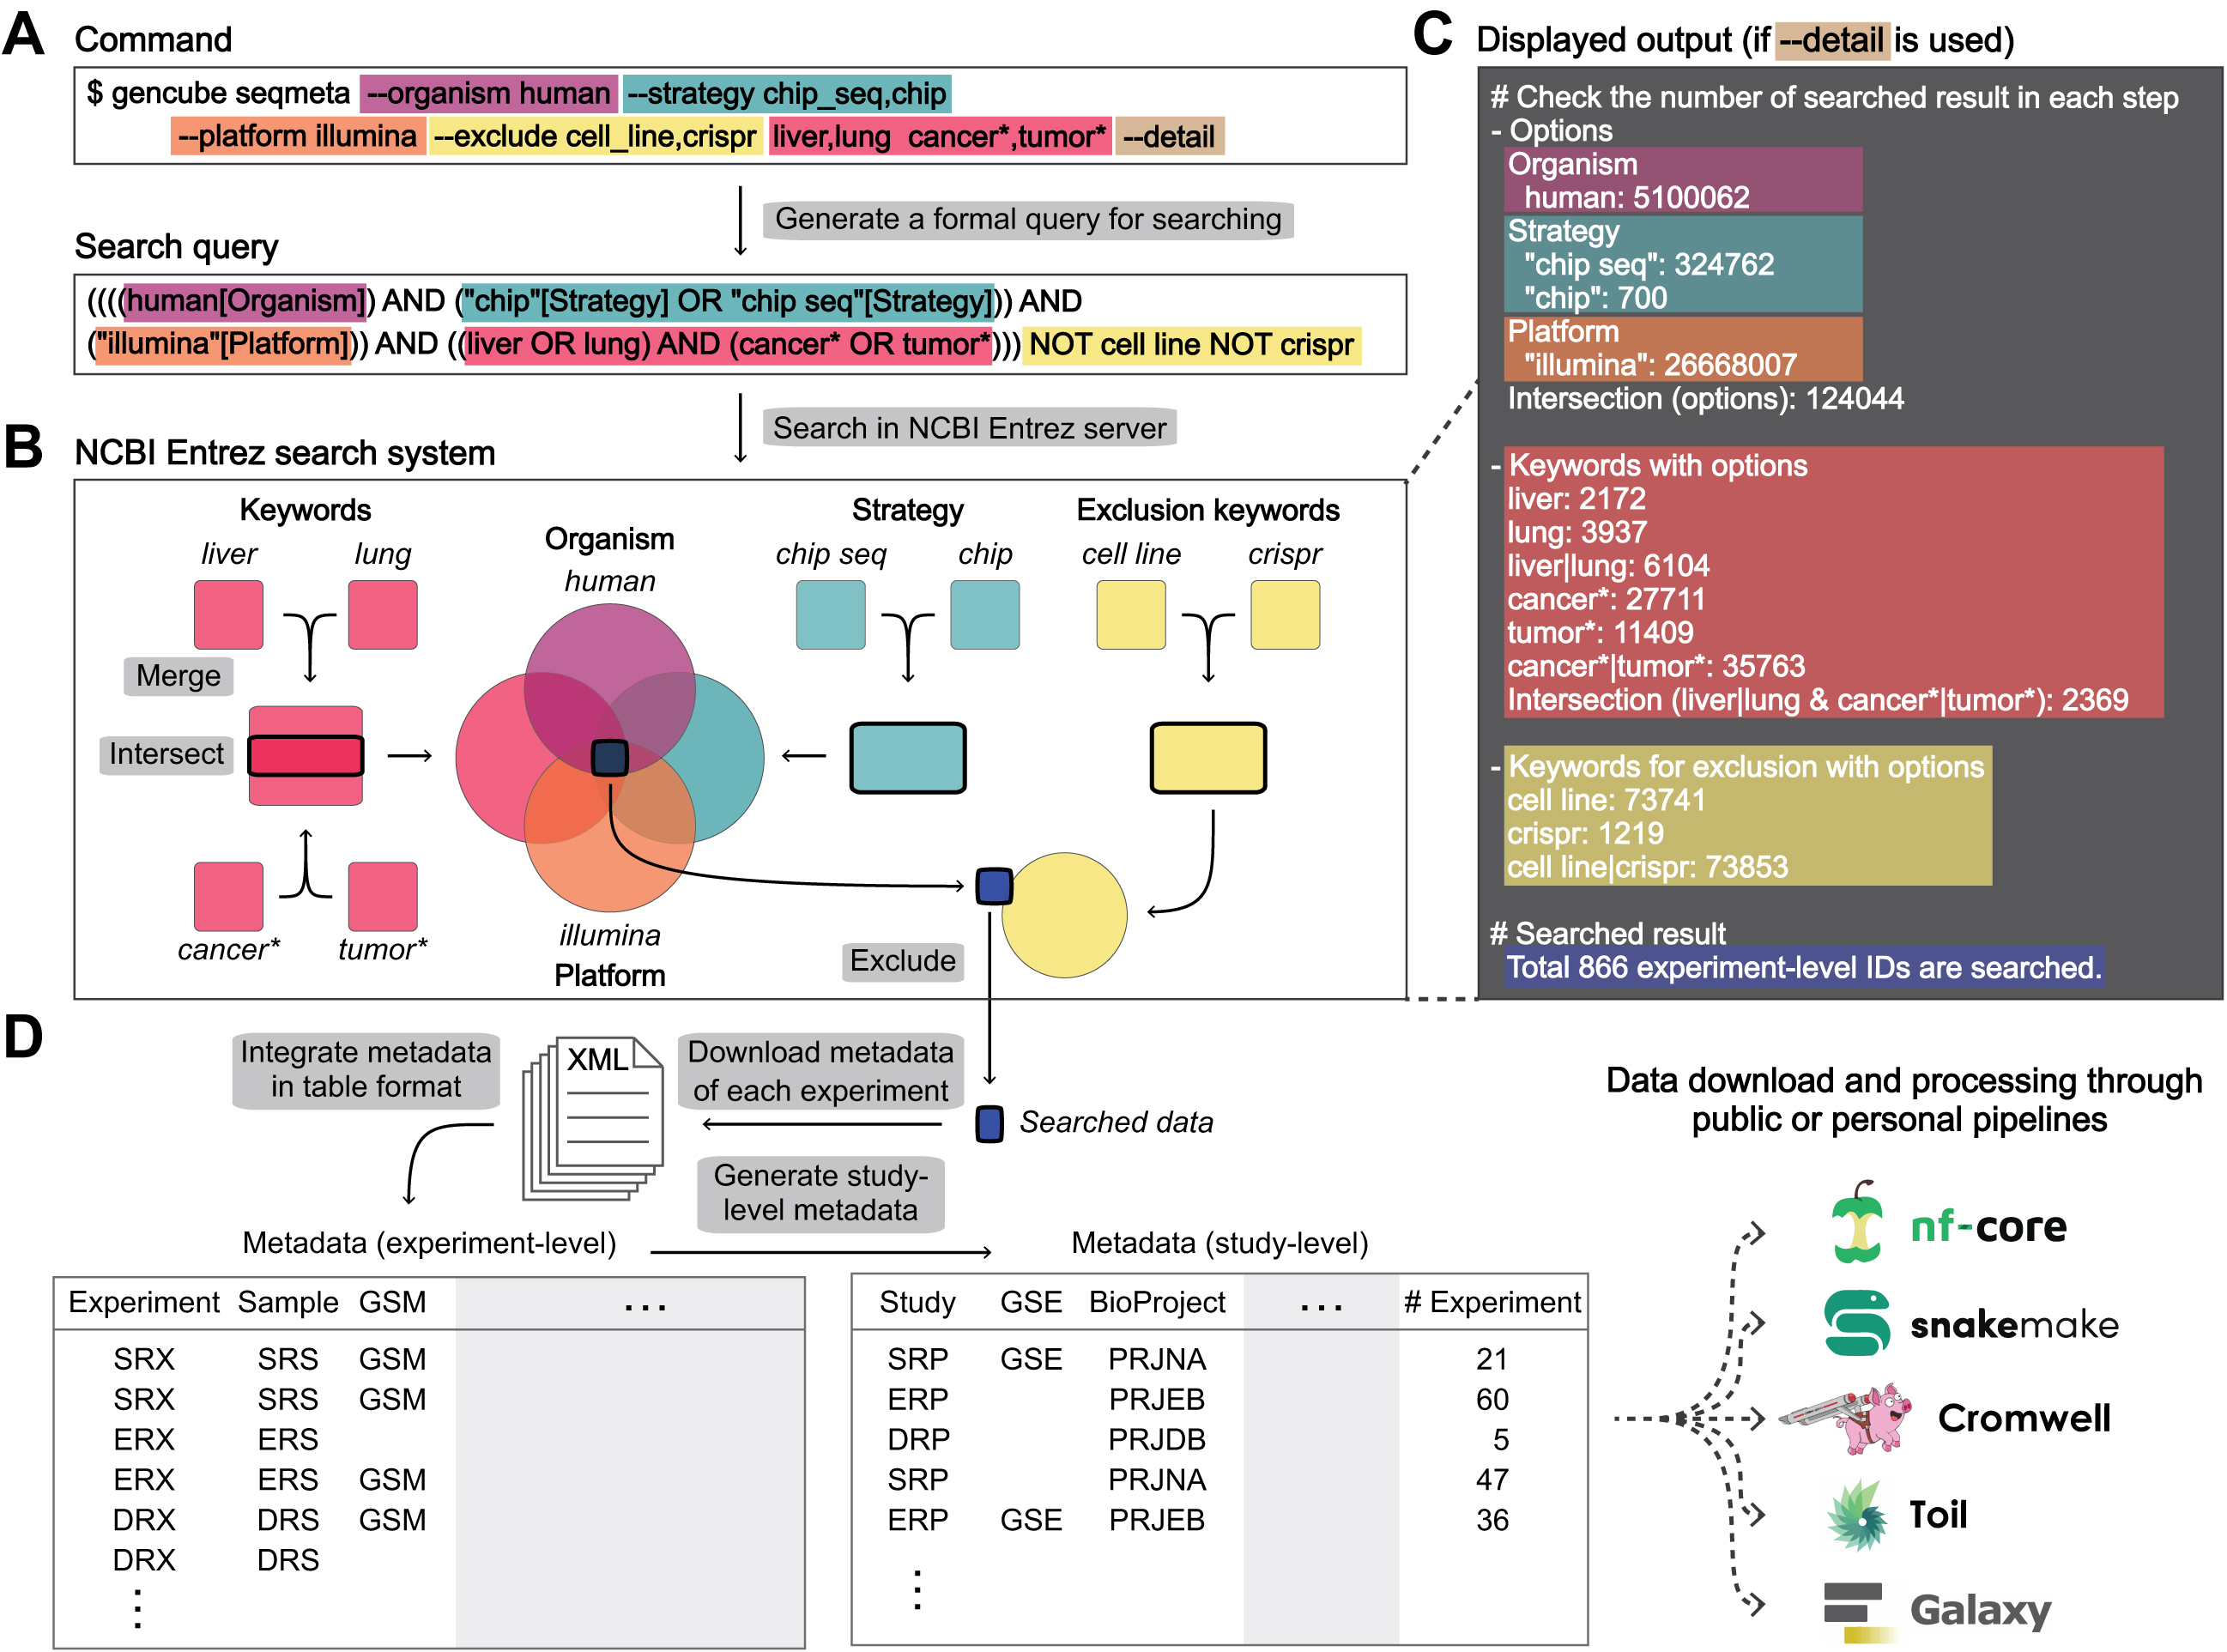 A
Command
$ gencube seqmeta --organism human --strategy chip_seq,chip
--platform illumina --exclude cell_line,crispr liver,lung cancer*,tumor* --detail
Generate a formal query for searching
Search query
((((human[Organism]) AND ("chip"[Strategy] OR "chip seq"[Strategy])) AND
("illumina"[Platform])) AND ((liver OR lung) AND (cancer* OR tumor*))) NOT cell line NOT crispr
Search in NCBI Entrez server
B
NCBI Entrez search system
Keywords
liver
lung
Merge
Intersect
cancer*
tumor*
Organism
human
illumina
Platform
Strategy
chip seq
chip
Exclusion keywords
cell line
crispr
Exclude
C
Displayed output (if --detail is used)
# Check the number of searched result in each step
- Options
Organism
human: 5100062
Strategy
"chip seq": 324762
"chip": 700
Platform
"illumina": 26668007
Intersection (options): 124044
- Keywords with options
liver: 2172
lung: 3937
liver|lung: 6104
cancer*: 27711
tumor*: 11409
cancer*|tumor*: 35763
Intersection (liver|lung & cancer*|tumor*): 2369
- Keywords for exclusion with options
cell line: 73741
crispr: 1219
cell line|crispr: 73853
# Searched result
Total 866 experiment-level IDs are searched.
D
Searched data
Download metadata
of each experiment
XML
Integrate metadata
in table format
Generate study-
level metadata
Metadata (experiment-level)
Experiment Sample GSM ...
SRX SRS GSM
SRX SRS GSM
ERX ERS
ERX ERS GSM
DRX DRS GSM
DRX DRS
⋮
Metadata (study-level)
Study GSE BioProject ... # Experiment
SRP GSE PRJNA 21
ERP PRJEB 60
DRP PRJDB 5
SRP PRJNA 47
ERP GSE PRJEB 36
⋮
Data download and processing through
public or personal pipelines
nf-core
snakemake
Cromwell
Toil
Galaxy